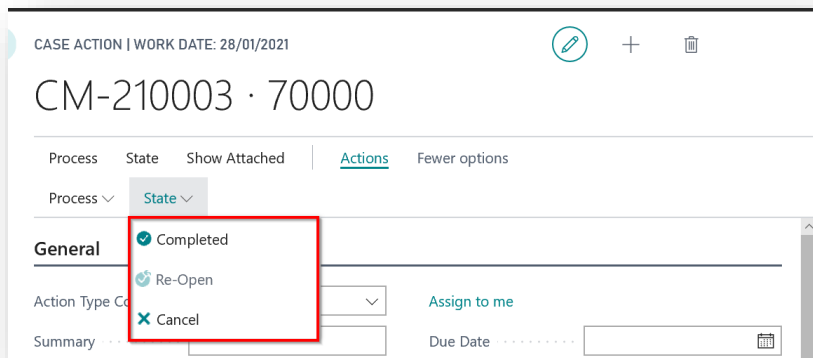 CASE ACTION | WORK DATE: 28/01/2021
CM-210003 · 70000
Process State Show Attached Actions Fewer options
Process State
Completed
General
Re-Open
Action Type Co Assign to me
Cancel
Summary Due Date